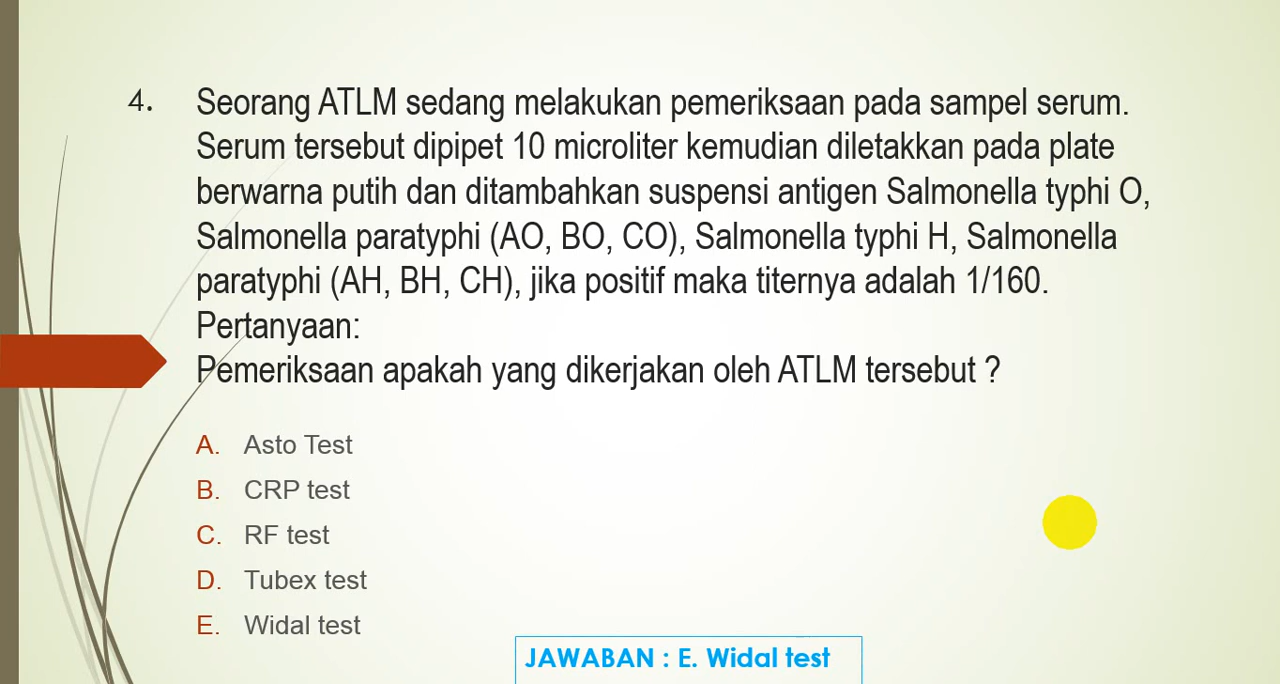 4. Seorang ATLM sedang melakukan pemeriksaan pada sampel serum.
Serum tersebut dipipet 10 microliter kemudian diletakkan pada plate
berwarna putih dan ditambahkan suspensi antigen Salmonella typhi O,
Salmonella paratyphi (AO, BO, CO), Salmonella typhi H, Salmonella
paratyphi (AH, BH, CH), jika positif maka titernya adalah 1/160.
Pertanyaan:
Pemeriksaan apakah yang dikerjakan oleh ATLM tersebut ?
A. Asto Test
B. CRP test
C. RF test
D. Tubex test
E. Widal test
JAWABAN : E. Widal test